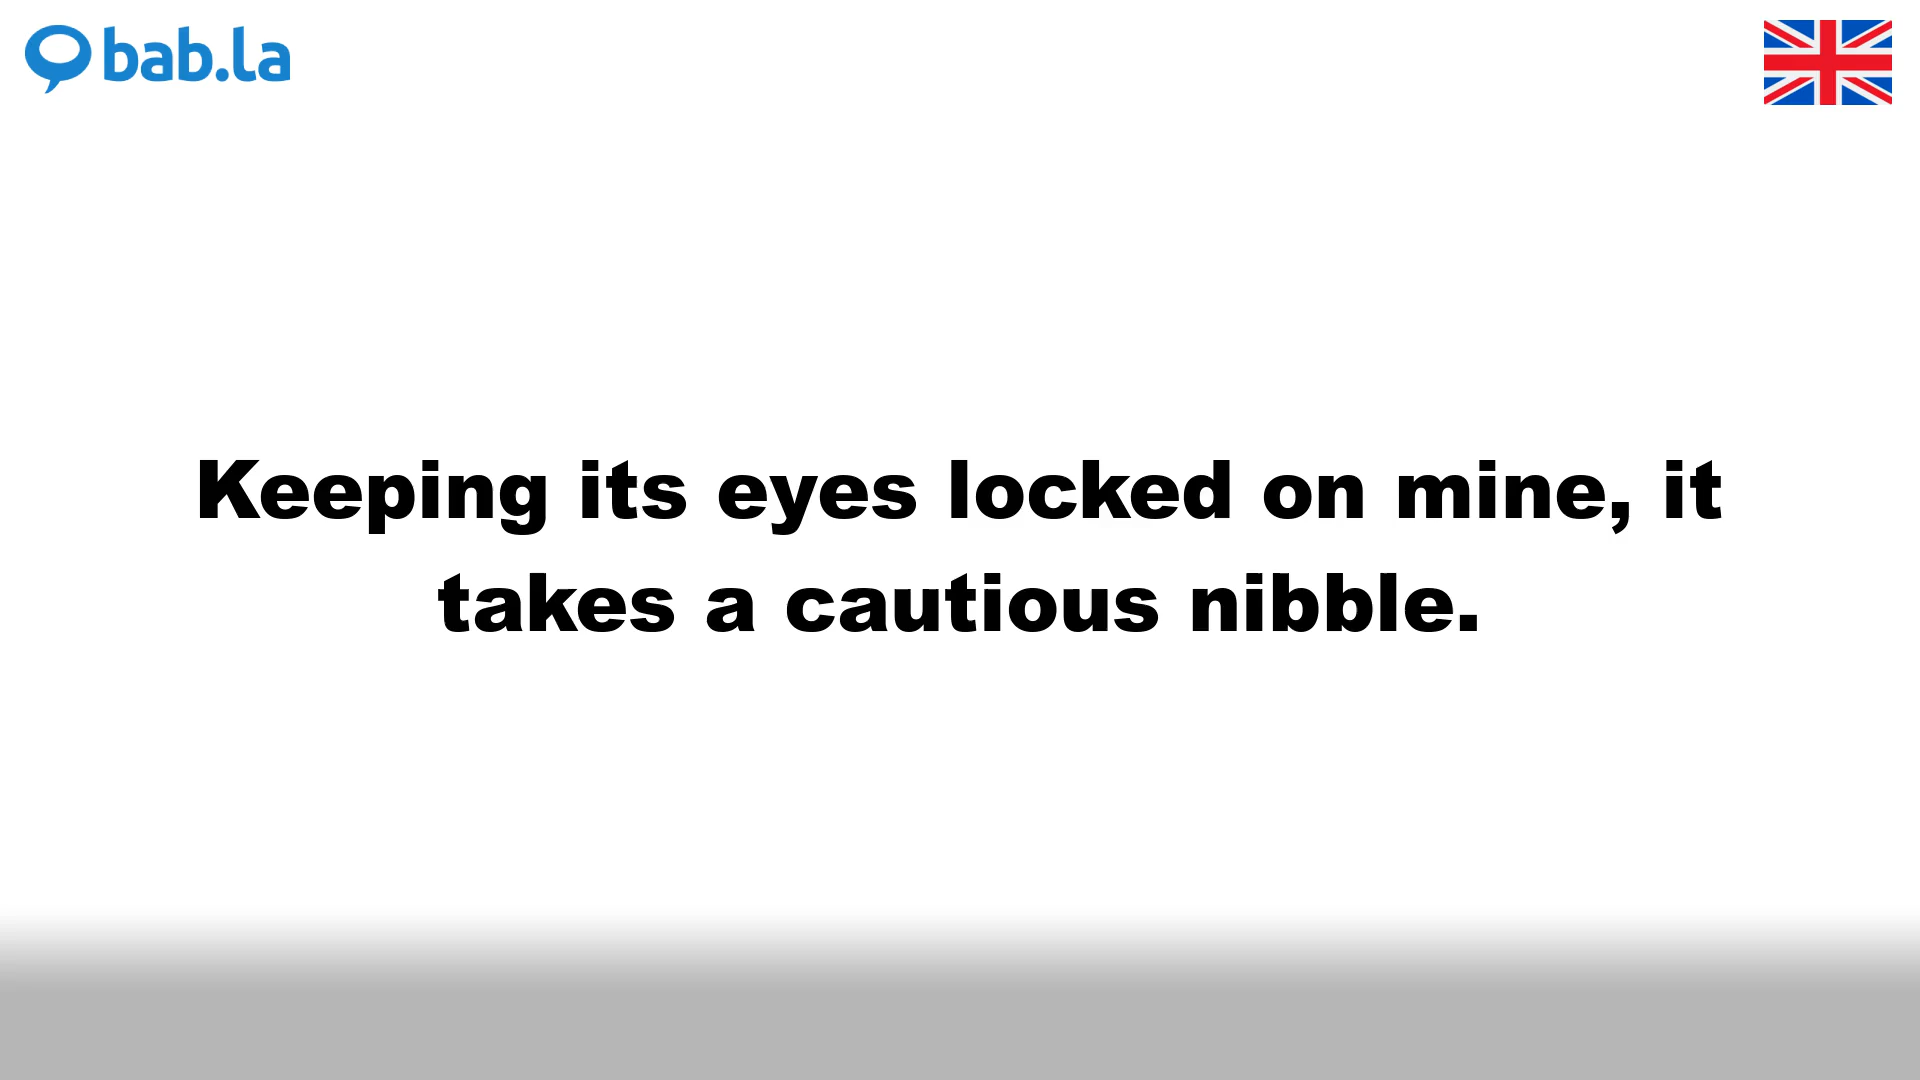 bab.la
Keeping its eyes locked on mine, it
takes a cautious nibble.